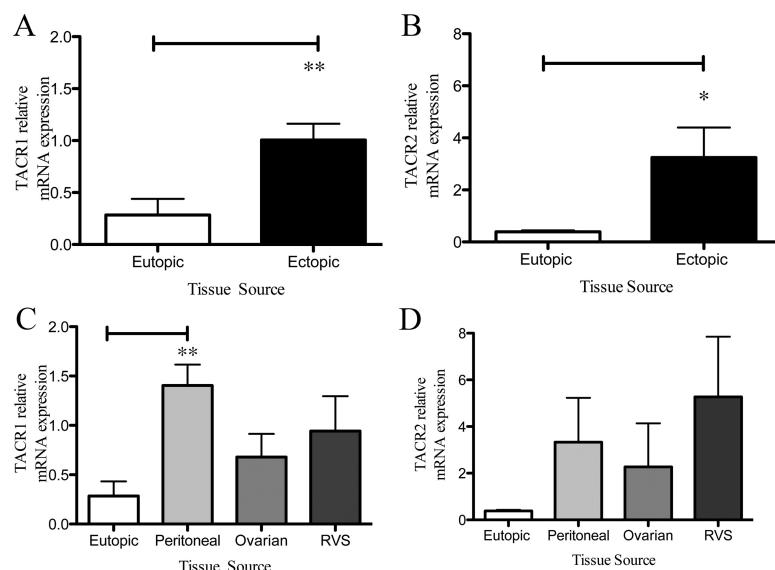 A
TACR1 relative
mRNA expression
2.0
1.5
1.0
0.5
0.0
**
Eutopic Ectopic
Tissue Source
B
TACR2 relative
mRNA expression
8
6
4
2
0
*
Eutopic Ectopic
Tissue Source
C
TACR1 relative
mRNA expression
2.0
1.5
1.0
0.5
0.0
**
Eutopic Peritoneal Ovarian RVS
Tissue Source
D
TACR2 relative
mRNA expression
8
6
4
2
0
Eutopic Peritoneal Ovarian RVS
Tissue Source